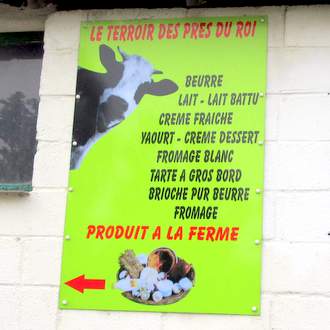 LE TERROIR DES PRES DU ROI
BEURRE
LAIT - LAIT BATTU
CREME FRAICHE
YAOURT - CREME DESSERT
FROMAGE BLANC
TARTE A GROS BORD
BRIOCHE PUR BEURRE
FROMAGE
PRODUIT A LA FERME